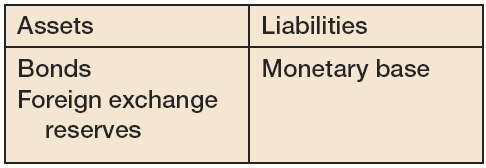 Assets
Liabilities
Bonds
Foreign exchange
reserves
Monetary base